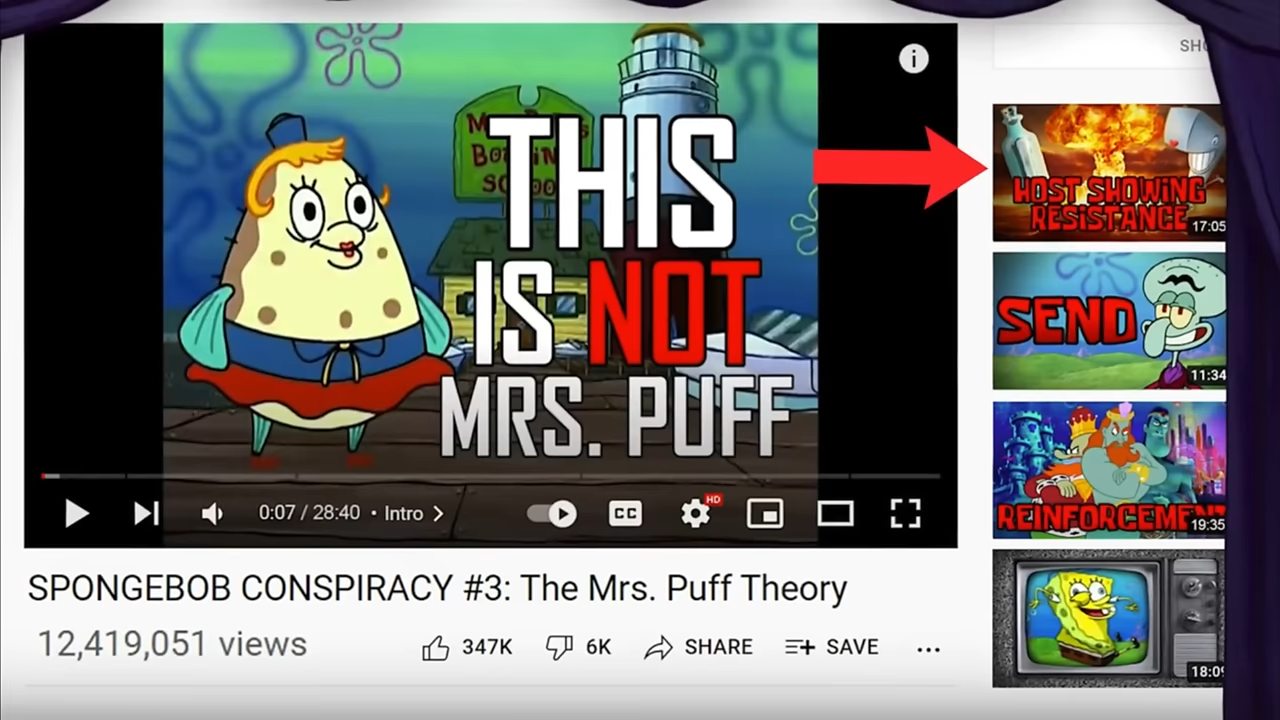 SHO
THIS
IS NOT
MRS. PUFF
HOST SHOWING
RESISTANCE
17:05
SEND
11:34
REINFORCEMENT
19:35
18:09
0:07 / 28:40 • Intro
CC
HD
SPONGEBOB CONSPIRACY #3: The Mrs. Puff Theory
12,419,051 views
347K
6K
SHARE
SAVE